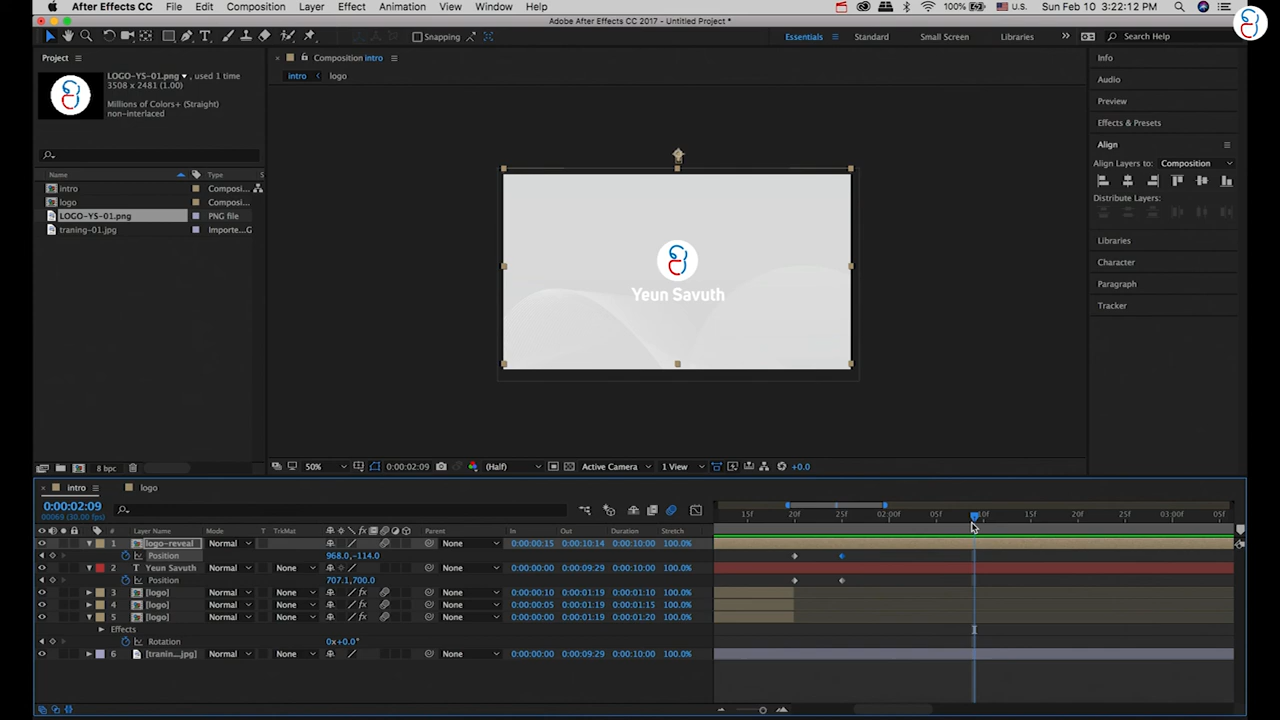 After Effects CC File Edit Composition Layer Effect Animation View Window Help 100% U.S. Sun Feb 10 3:22:12 PM
Adobe After Effects CC 2017 - Untitled Project *
Snapping Essentials Standard Small Screen Libraries Search Help
Project Composition intro Info
LOGO-YS-01.png, used 1 time
3508 x 2481 (1.00)
Millions of Colors+ (Straight)
non-interlaced
intro logo
Audio
Preview
Effects & Presets
Align
Align Layers to: Composition
Distribute Layers:
Name Type S
intro Composi...
logo Composi...
LOGO-YS-01.png PNG file
traning-01.jpg Importe...G
Libraries
Character
Paragraph
Tracker
Yeun Savuth
8 bpc 50% 0:00:02:09 (Half) Active Camera 1 View +0.0
intro logo
0:00:02:09
00069 (30.00 fps)
15f 20f 02:00f 05f 10f 15f 20f 25f 03:00f 05f
# Layer Name Mode T TrkMat Parent In Out Duration Stretch
1 [logo-reveal] Normal None 0:00:00:15 0:00:10:14 0:00:10:00 100.0%
Position 968.0,-114.0
2 T Yeun Savuth Normal None None 0:00:00:00 0:00:09:29 0:00:10:00 100.0%
Position 707.1,700.0
3 [logo] Normal None None 0:00:00:10 0:00:01:19 0:00:01:10 100.0%
4 [logo] Normal None None 0:00:00:05 0:00:01:19 0:00:01:15 100.0%
5 [logo] Normal None None 0:00:00:00 0:00:01:19 0:00:01:20 100.0%
Effects
Rotation 0x+0.0°
6 [tranin...jpg] Normal None None 0:00:00:00 0:00:09:29 0:00:10:00 100.0%